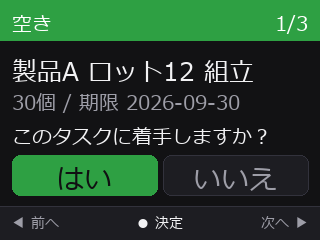 空き 1/3
製品A ロット12 組立
30個 / 期限 2026-09-30
このタスクに着手しますか？
はい いいえ
◀ 前へ ● 決定 次へ ▶